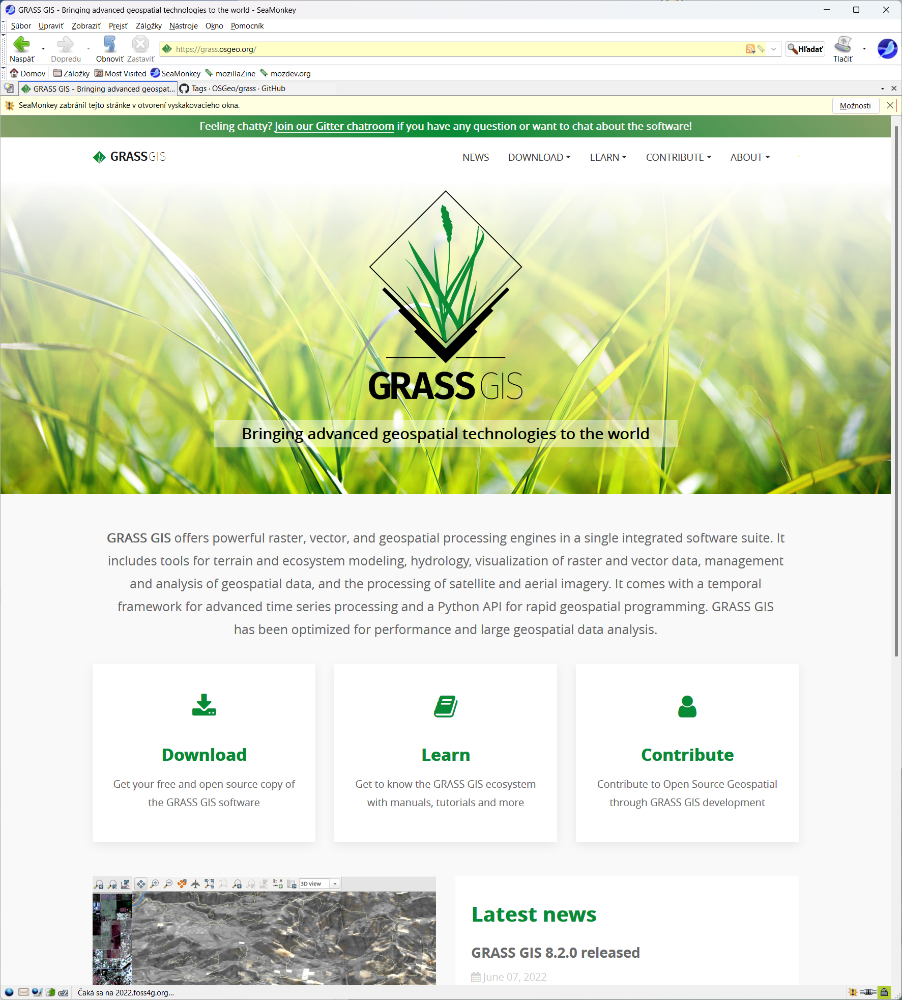 GRASS GIS - Bringing advanced geospatial technologies to the world - SeaMonkey
Súbor Upraviť Zobraziť Prejsť Záložky Nástroje Okno Pomocník
https://grass.osgeo.org/
Hľadať
Naspäť Dopredu Obnoviť Zastaviť Tlačiť
Domov Záložky Most Visited SeaMonkey mozillaZine mozdev.org
GRASS GIS - Bringing advanced geospat... Tags · OSGeo/grass · GitHub
SeaMonkey zabránil tejto stránke v otvorení vyskakovacieho okna. Možnosti
Feeling chatty? Join our Gitter chatroom if you have any question or want to chat about the software!
GRASS GIS NEWS DOWNLOAD LEARN CONTRIBUTE ABOUT
GRASS GIS
Bringing advanced geospatial technologies to the world
GRASS GIS offers powerful raster, vector, and geospatial processing engines in a single integrated software suite. It
includes tools for terrain and ecosystem modeling, hydrology, visualization of raster and vector data, management
and analysis of geospatial data, and the processing of satellite and aerial imagery. It comes with a temporal
framework for advanced time series processing and a Python API for rapid geospatial programming. GRASS GIS
has been optimized for performance and large geospatial data analysis.
Download
Get your free and open source copy of
the GRASS GIS software
Learn
Get to know the GRASS GIS ecosystem
with manuals, tutorials and more
Contribute
Contribute to Open Source Geospatial
through GRASS GIS development
3D view
Latest news
GRASS GIS 8.2.0 released
June 07, 2022
Čaká sa na 2022.foss4g.org...